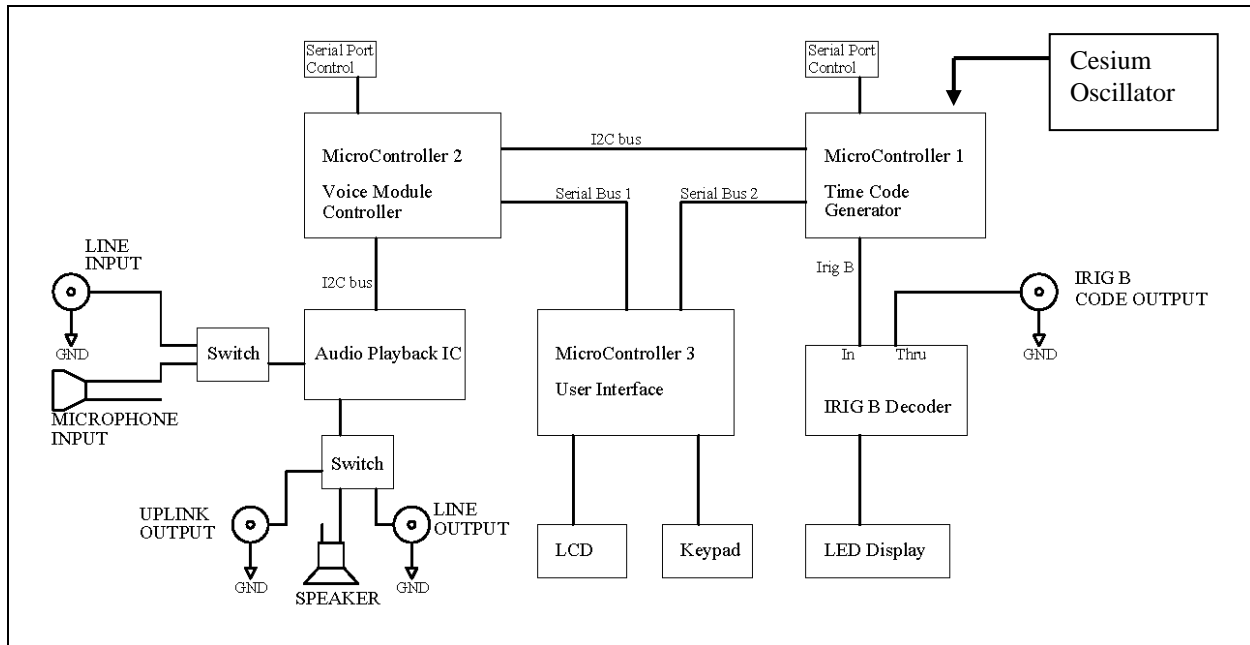 Serial Port
Control
Serial Port
Control
Cesium
Oscillator
I2C bus
MicroController 2
Voice Module
Controller
MicroController 1
Time Code
Generator
Serial Bus 1
Serial Bus 2
LINE
INPUT
I2C bus
Irig B
IRIG B
CODE OUTPUT
GND
Switch
Audio Playback IC
MicroController 3
User Interface
In
Thru
GND
IRIG B Decoder
MICROPHONE
INPUT
Switch
UPLINK
OUTPUT
LINE
OUTPUT
GND
GND
SPEAKER
LCD
Keypad
LED Display